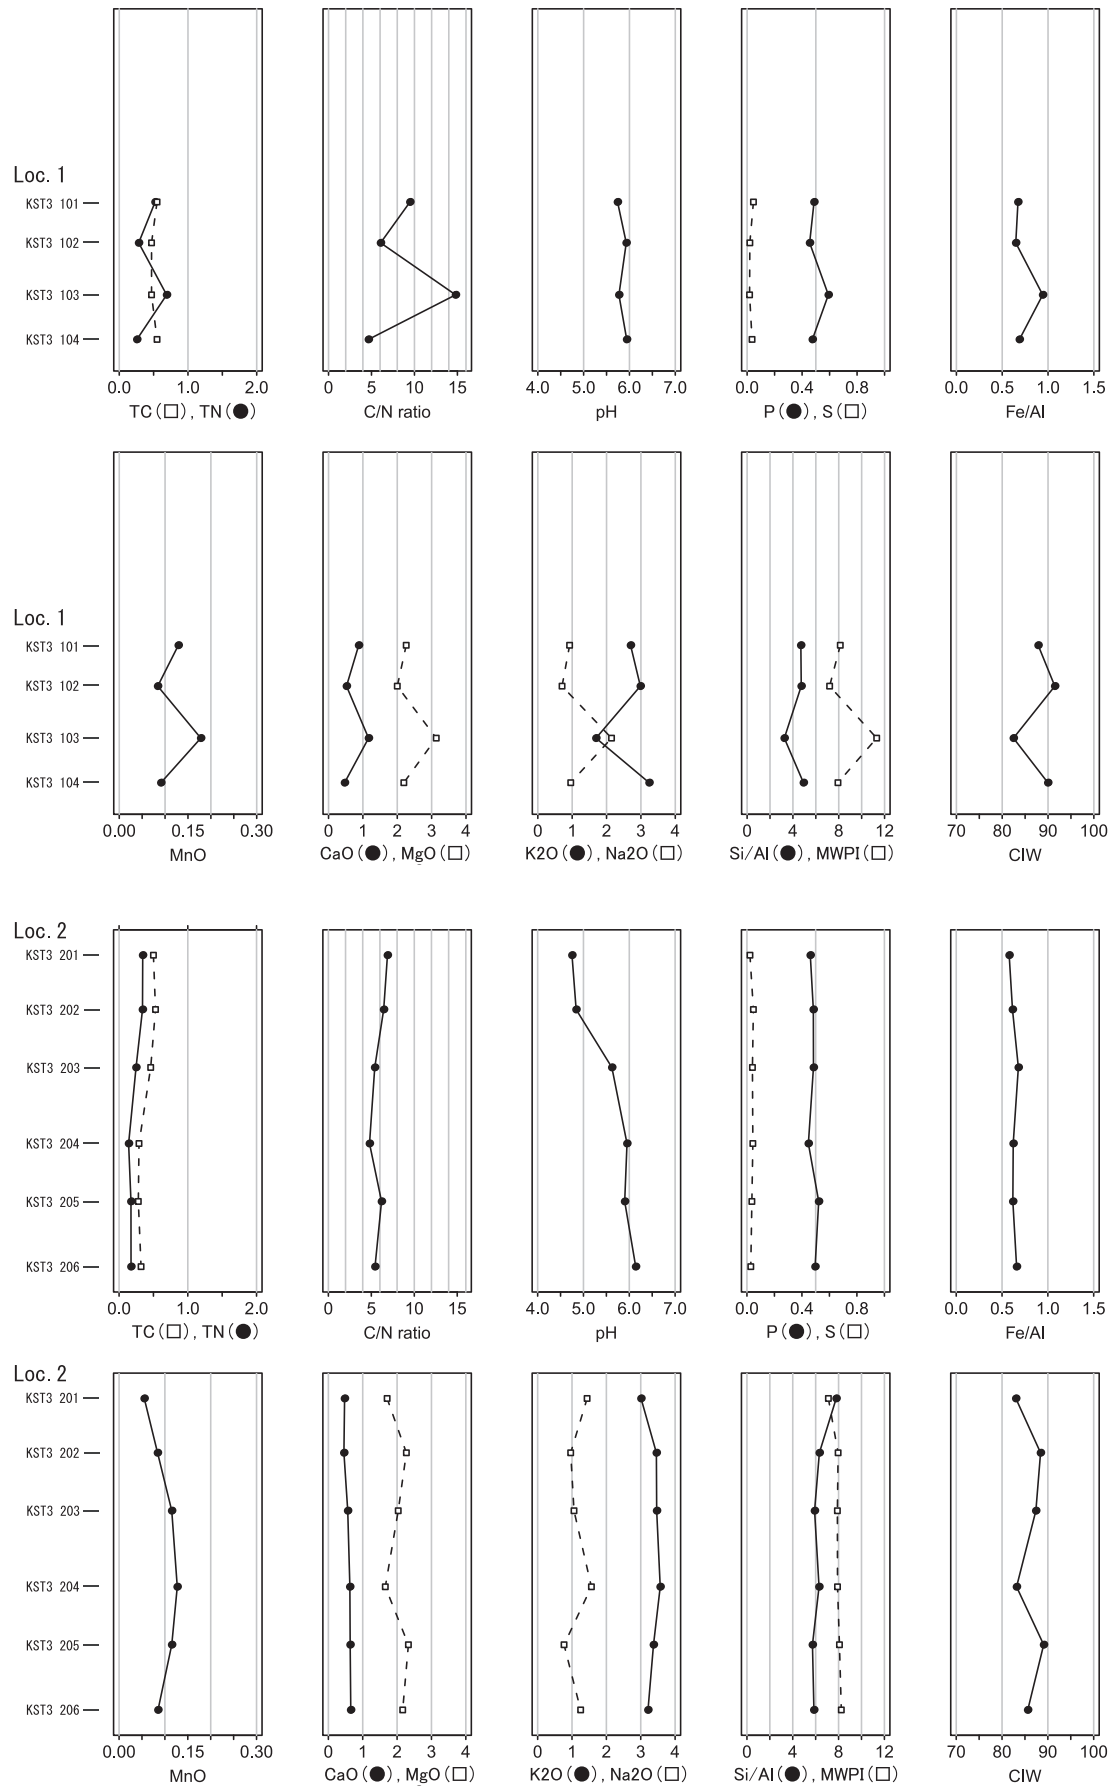 Loc. 1
KST3 101
KST3 102
KST3 103
KST3 104
0.0 1.0 2.0
0 5 10 15
4.0 5.0 6.0 7.0
0 0.4 0.8
0.0 0.5 1.0 1.5
TC(□), TN(●)
C/N ratio
pH
P(●), S(□)
Fe/Al
Loc. 1
KST3 101
KST3 102
KST3 103
KST3 104
0.00 0.15 0.30
0 1 2 3 4
0 1 2 3 4
0 4 8 12
70 80 90 100
MnO
CaO(●), MgO(□)
K2O(●), Na2O(□)
Si/Al(●), MWPI(□)
CIW
Loc. 2
KST3 201
KST3 202
KST3 203
KST3 204
KST3 205
KST3 206
0.0 1.0 2.0
0 5 10 15
4.0 5.0 6.0 7.0
0 0.4 0.8
0.0 0.5 1.0 1.5
TC(□), TN(●)
C/N ratio
pH
P(●), S(□)
Fe/Al
Loc. 2
KST3 201
KST3 202
KST3 203
KST3 204
KST3 205
KST3 206
0.00 0.15 0.30
0 1 2 3 4
0 1 2 3 4
0 4 8 12
70 80 90 100
MnO
CaO(●), MgO(□)
K2O(●), Na2O(□)
Si/Al(●), MWPI(□)
CIW